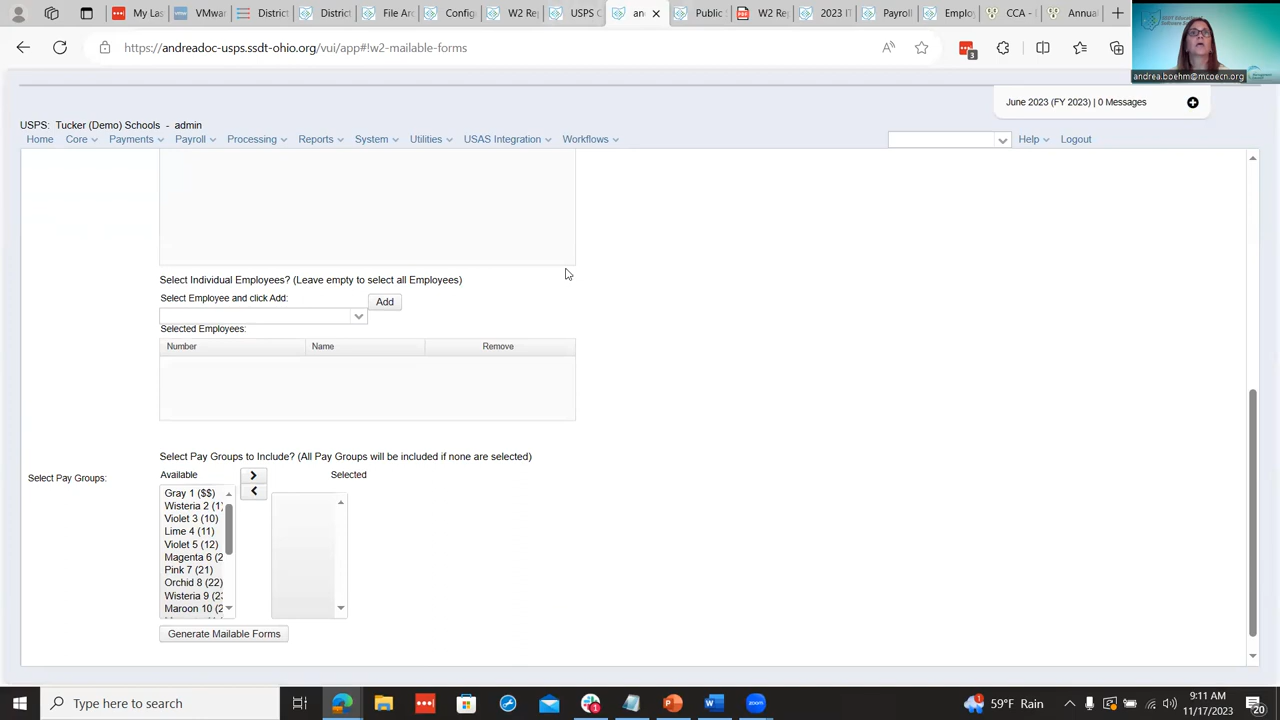 My Las
VMwar
District
District
le Arc
Config
W2 Re
USPS C
an
Public
W2 Re
2023 IT
Payroll
Emplo
CCA -
Annua
https://andreadoc-usps.ssdt-ohio.org/vui/app#!w2-mailable-forms
3
andrea.boehm@mcoecn.org
June 2023 (FY 2023) | 0 Messages
USPS: Tucker (Demo) Schools - admin
Home Core Payments Payroll Processing Reports System Utilities USAS Integration Workflows Help Logout
Select Individual Employees? (Leave empty to select all Employees)
Select Employee and click Add:
Add
Selected Employees:
Number Name Remove
Select Pay Groups to Include? (All Pay Groups will be included if none are selected)
Select Pay Groups:
Available Selected
Gray 1 ($$)
Wisteria 2 (1)
Violet 3 (10)
Lime 4 (11)
Violet 5 (12)
Magenta 6 (2
Pink 7 (21)
Orchid 8 (22)
Wisteria 9 (23
Maroon 10 (2
Generate Mailable Forms
Type here to search
zoom
59°F Rain
9:11 AM
11/17/2023
20